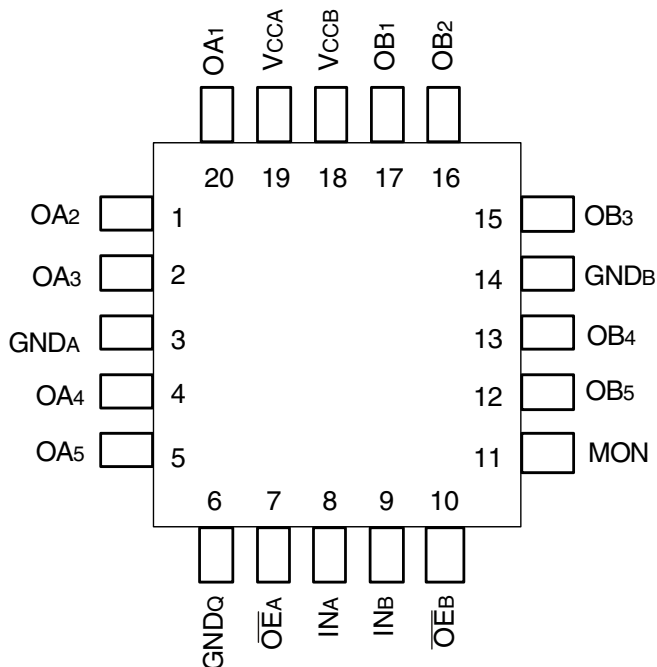 OA1 VCCA VCCB OB1 OB2
20 19 18 17 16
OA2 1 15 OB3
OA3 2 14 GNDB
GNDA 3 13 OB4
OA4 4 12 OB5
OA5 5 11 MON
6 7 8 9 10
GNDQ O̅E̅A INA INB O̅E̅B